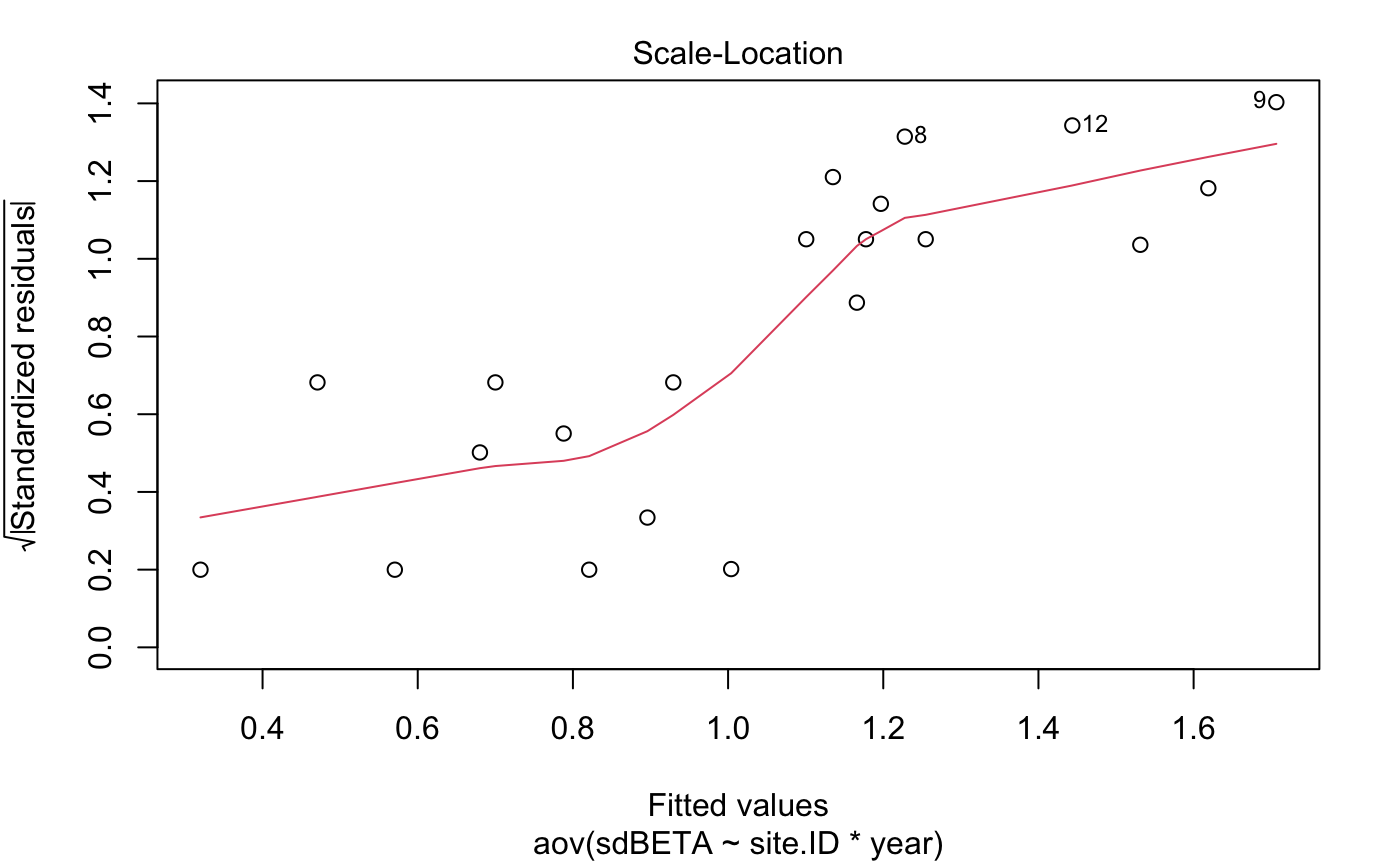 Scale-Location
√|Standardized residuals|
1.4
1.2
1.0
0.8
0.6
0.4
0.2
0.0
8
12
9
0.4 0.6 0.8 1.0 1.2 1.4 1.6
Fitted values
aov(sdBETA ~ site.ID * year)